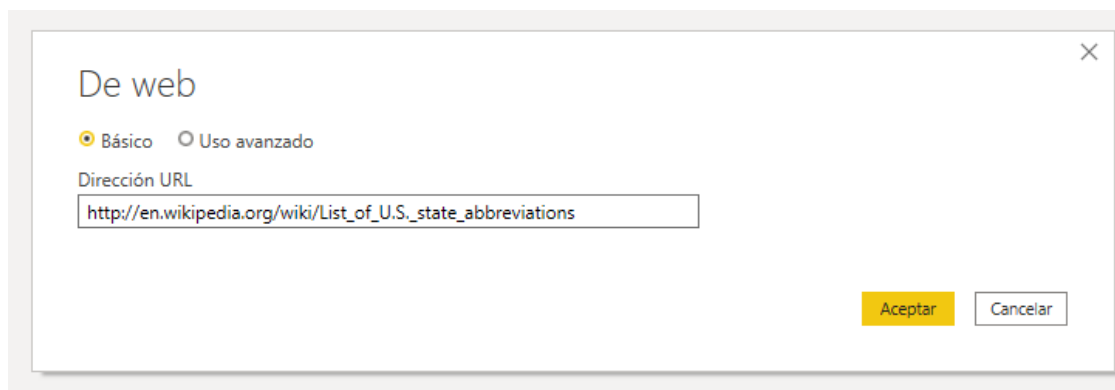 De web
Básico Uso avanzado
Dirección URL
http://en.wikipedia.org/wiki/List_of_U.S._state_abbreviations
Aceptar Cancelar